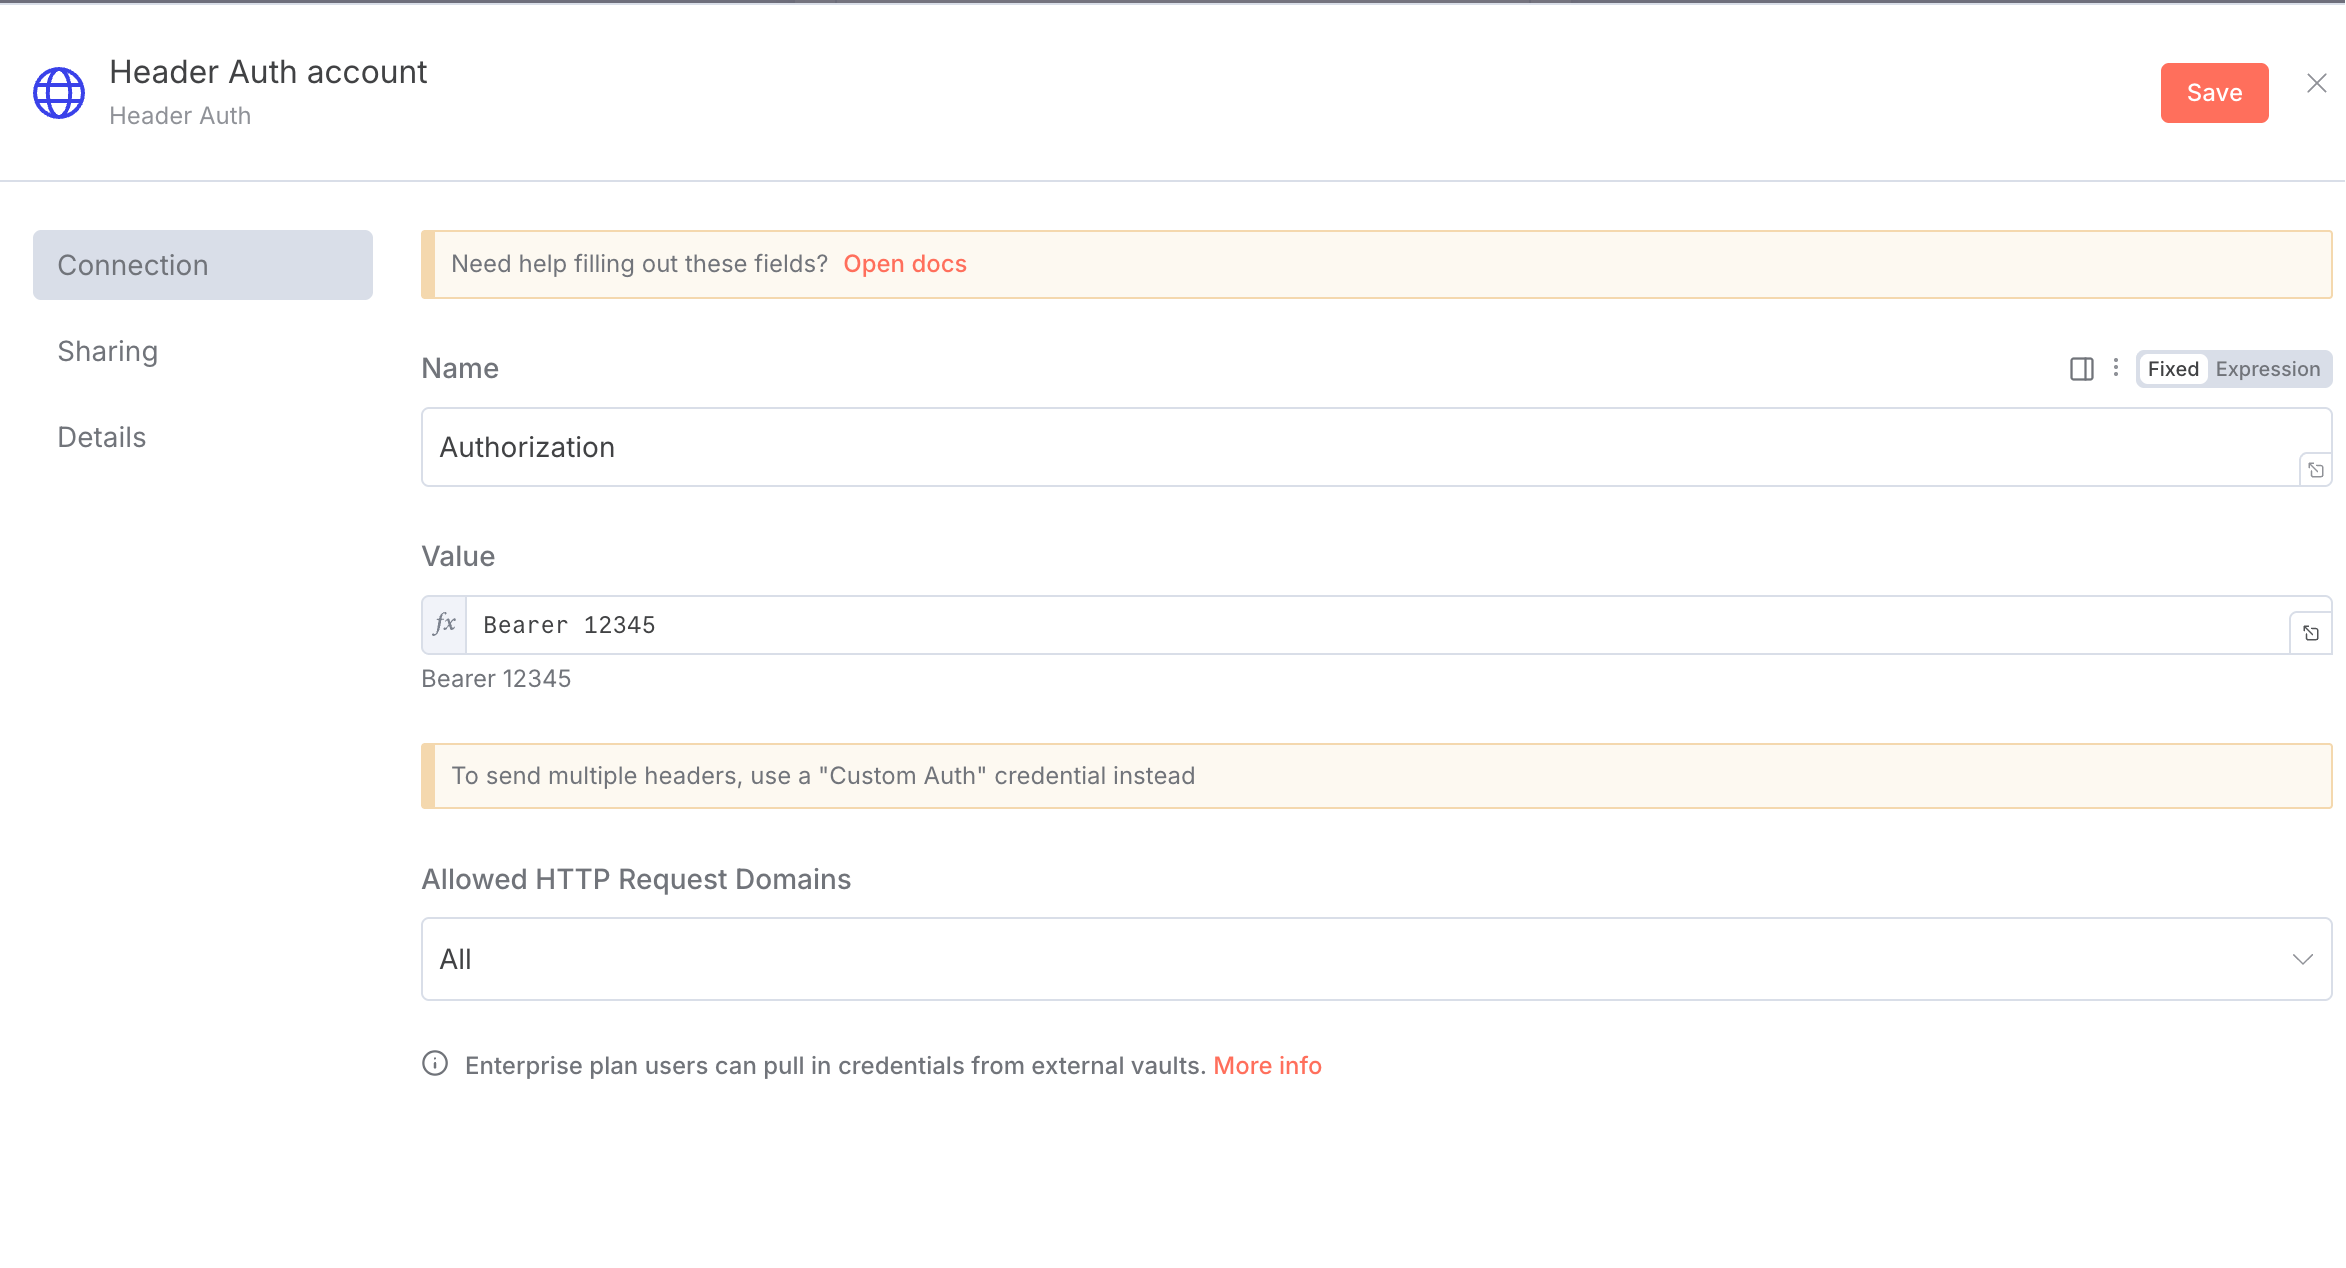 Header Auth account
Header Auth
Save
Connection
Sharing
Details
Need help filling out these fields? Open docs
Name
Fixed Expression
Authorization
Value
fx Bearer 12345
Bearer 12345
To send multiple headers, use a "Custom Auth" credential instead
Allowed HTTP Request Domains
All
Enterprise plan users can pull in credentials from external vaults. More info